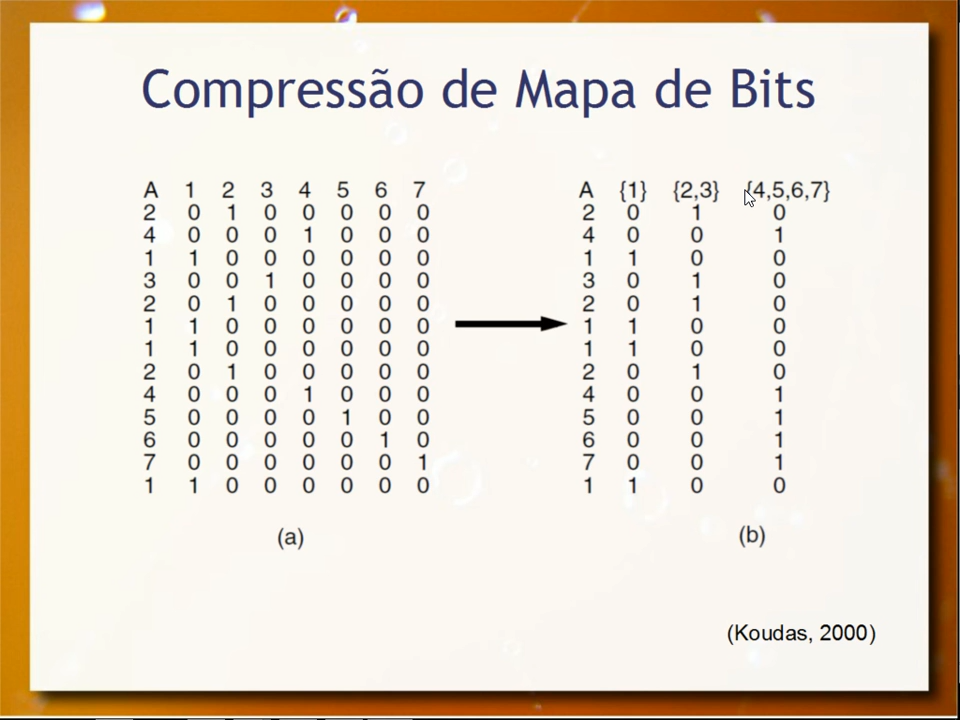 Compressão de Mapa de Bits
A 1 2 3 4 5 6 7
2 0 1 0 0 0 0 0
4 0 0 0 1 0 0 0
1 1 0 0 0 0 0 0
3 0 0 1 0 0 0 0
2 0 1 0 0 0 0 0
1 1 0 0 0 0 0 0
1 1 0 0 0 0 0 0
2 0 1 0 0 0 0 0
4 0 0 0 1 0 0 0
5 0 0 0 0 1 0 0
6 0 0 0 0 0 1 0
7 0 0 0 0 0 0 1
1 1 0 0 0 0 0 0
(a)
A {1} {2,3} {4,5,6,7}
2 0 1 0
4 0 0 1
1 1 0 0
3 0 1 0
2 0 1 0
1 1 0 0
1 1 0 0
2 0 1 0
4 0 0 1
5 0 0 1
6 0 0 1
7 0 0 1
1 1 0 0
(b)
(Koudas, 2000)